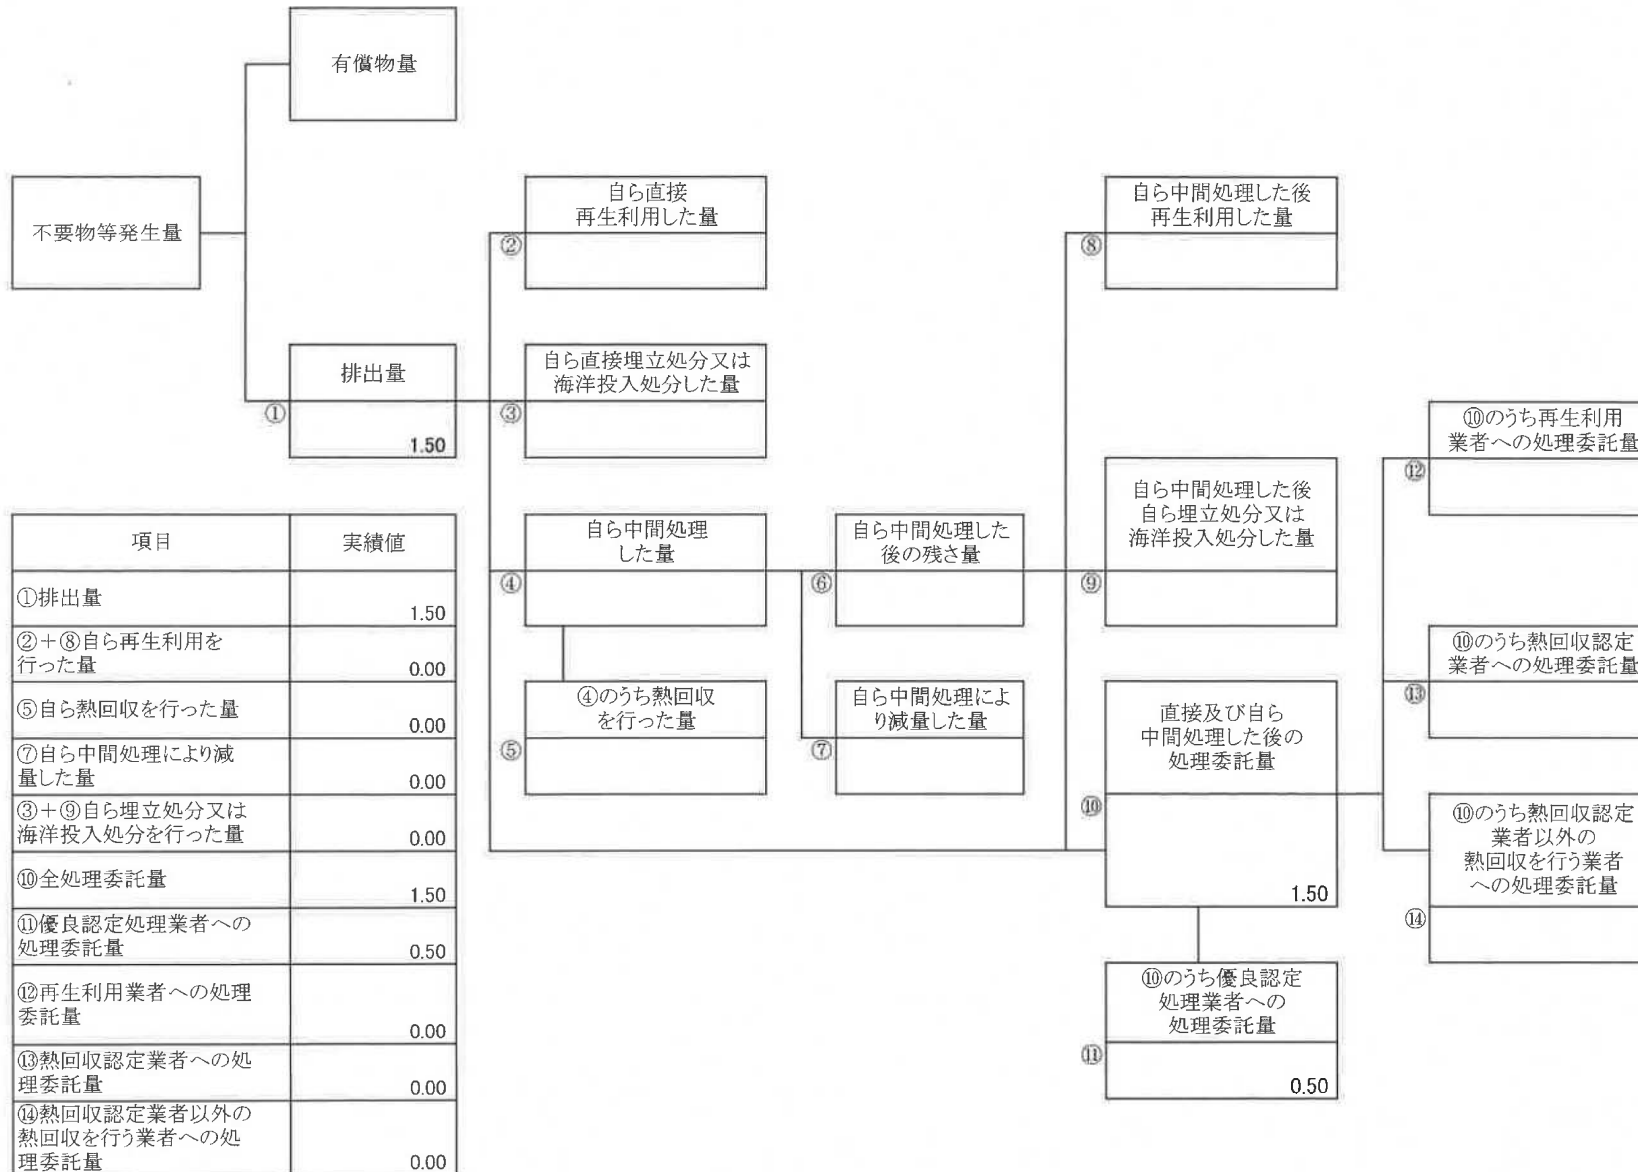 有償物量
不要物等発生量
自ら直接
再生利用した量
②
自ら中間処理した後
再生利用した量
⑧
排出量
①
1.50
自ら直接埋立処分又は
海洋投入処分した量
③
⑩のうち再生利用
業者への処理委託量
⑫
自ら中間処理
した量
④
自ら中間処理した
後の残さ量
⑥
自ら中間処理した後
自ら埋立処分又は
海洋投入処分した量
⑨
④のうち熱回収
を行った量
⑤
自ら中間処理によ
り減量した量
⑦
直接及び自ら
中間処理した後の
処理委託量
⑩
1.50
⑩のうち熱回収認定
業者への処理委託量
⑬
⑩のうち熱回収認定
業者以外の
熱回収を行う業者
への処理委託量
⑭
⑩のうち優良認定
処理業者への
処理委託量
⑪
0.50
項目 実績値
①排出量
1.50
②+⑧自ら再生利用を
行った量
0.00
⑤自ら熱回収を行った量
0.00
⑦自ら中間処理により減
量した量
0.00
③+⑨自ら埋立処分又は
海洋投入処分を行った量
0.00
⑩全処理委託量
1.50
⑪優良認定処理業者への
処理委託量
0.50
⑫再生利用業者への処理
委託量
0.00
⑬熱回収認定業者への処
理委託量
0.00
⑭熱回収認定業者以外の
熱回収を行う業者への処
理委託量
0.00